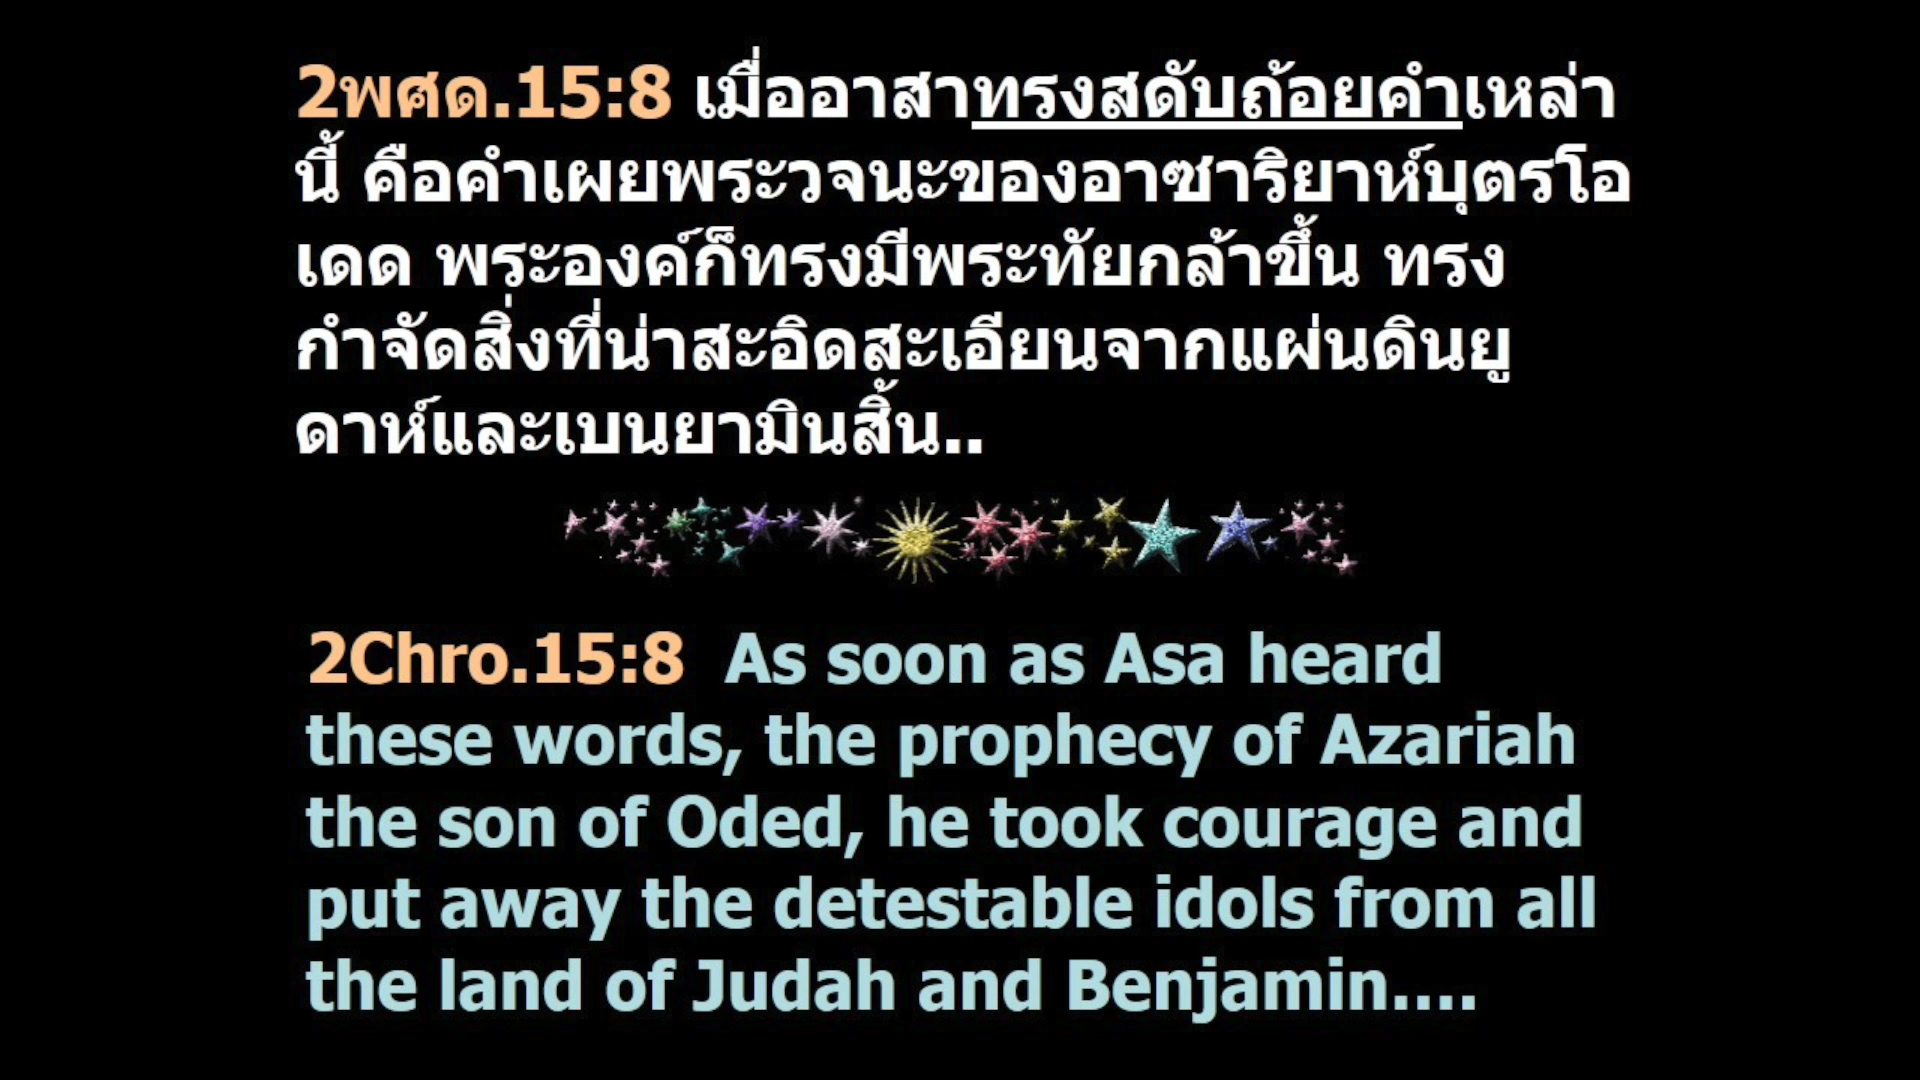 2พศด.15:8 เมื่ออาสาทรงสดับถ้อยคำเหล่า
นี้ คือคำเผยพระวจนะของอาซาริยาห์บุตรโอ
เดด พระองค์ก็ทรงมีพระทัยกล้าขึ้น ทรง
กำจัดสิ่งที่น่าสะอิดสะเอียนจากแผ่นดินยู
ดาห์และเบนยามินสิ้น..
2Chro.15:8 As soon as Asa heard
these words, the prophecy of Azariah
the son of Oded, he took courage and
put away the detestable idols from all
the land of Judah and Benjamin....